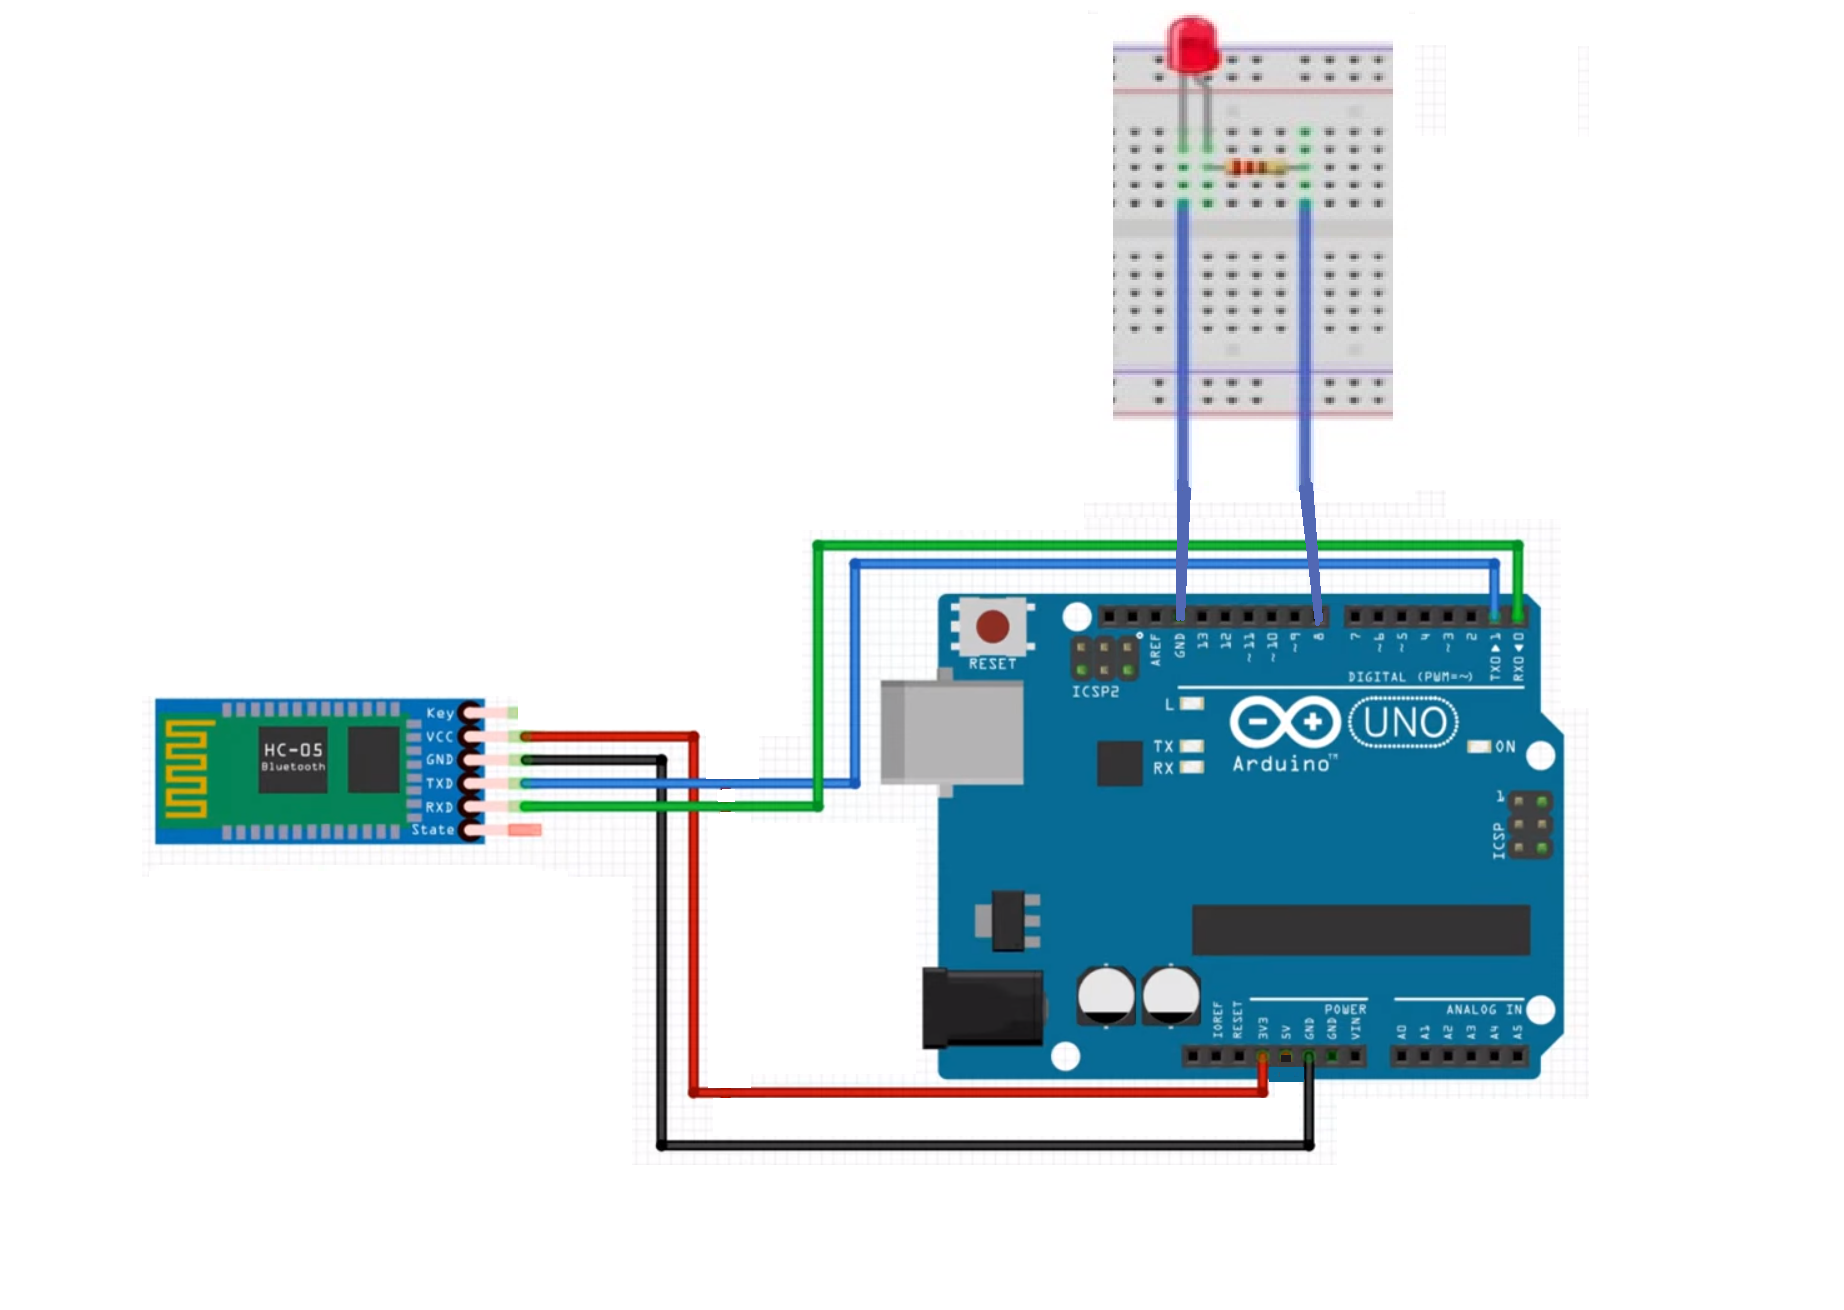 HC-05
Bluetooth
Key
VCC
GND
TXD
RXD
State
RESET
ICSP2
AREF
GND
13
12
~11
~10
~9
8
7
~6
~5
4
~3
2
TX0▶1
RX0◀0
DIGITAL (PWM=~)
L
TX
RX
Arduino™
UNO
ON
1
ICSP
IOREF
RESET
3V3
5V
GND
GND
VIN
POWER
ANALOG IN
A0
A1
A2
A3
A4
A5